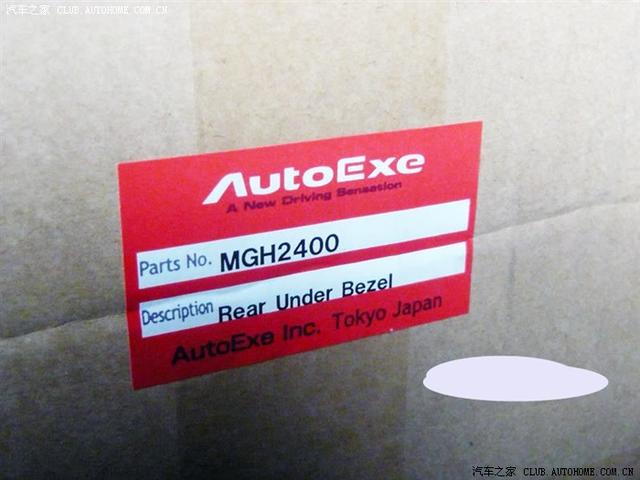 汽车之家 CLUB.AUTOHOME.COM.CN
AutoExe
A New Driving Sensation
Parts No. MGH2400
Description Rear Under Bezel
AutoExe Inc. Tokyo Japan
汽车之家 CLUB.AUTOHOME.COM.CN